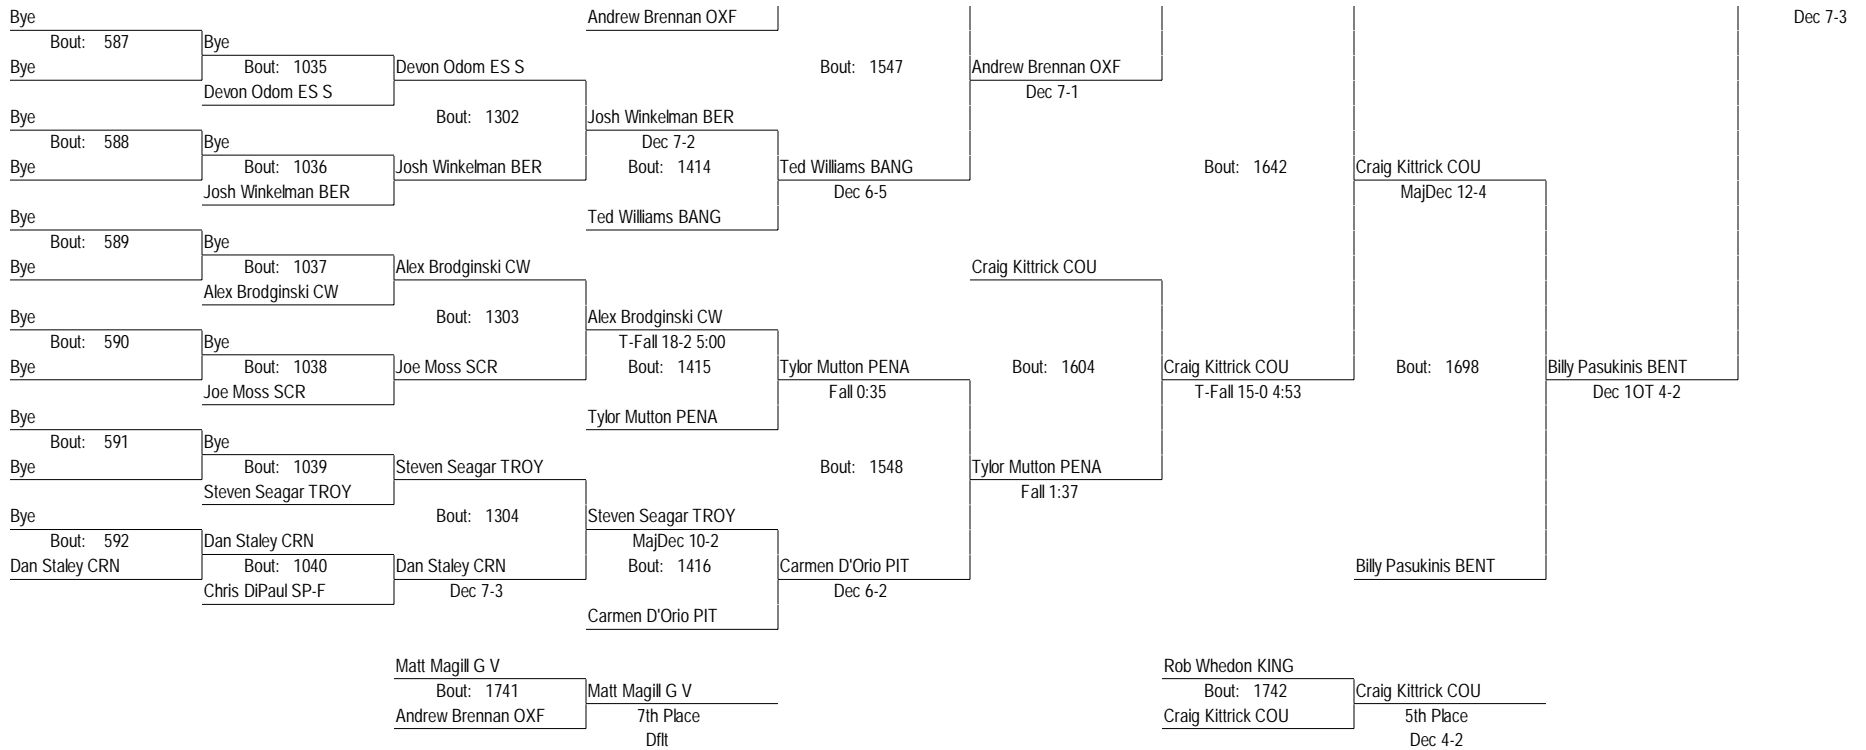 Bye
Andrew Brennan OXF
Dec 7-3
Bout: 587
Bye
Bye
Bout: 1035
Devon Odom ES S
Bout: 1547
Andrew Brennan OXF
Devon Odom ES S
Dec 7-1
Bye
Bout: 1302
Josh Winkelman BER
Bout: 588
Bye
Dec 7-2
Bye
Bout: 1036
Josh Winkelman BER
Bout: 1414
Ted Williams BANG
Bout: 1642
Craig Kittrick COU
Josh Winkelman BER
Dec 6-5
MajDec 12-4
Bye
Ted Williams BANG
Bout: 589
Bye
Bye
Bout: 1037
Alex Brodginski CW
Craig Kittrick COU
Alex Brodginski CW
Bye
Bout: 1303
Alex Brodginski CW
Bout: 590
Bye
T-Fall 18-2 5:00
Bye
Bout: 1038
Joe Moss SCR
Bout: 1415
Tylor Mutton PENA
Bout: 1604
Craig Kittrick COU
Bout: 1698
Billy Pasukinis BENT
Joe Moss SCR
Fall 0:35
T-Fall 15-0 4:53
Dec 1OT 4-2
Bye
Tylor Mutton PENA
Bout: 591
Bye
Bye
Bout: 1039
Steven Seagar TROY
Bout: 1548
Tylor Mutton PENA
Steven Seagar TROY
Fall 1:37
Bye
Bout: 1304
Steven Seagar TROY
Bout: 592
Dan Staley CRN
MajDec 10-2
Dan Staley CRN
Bout: 1040
Dan Staley CRN
Bout: 1416
Carmen D'Orio PIT
Billy Pasukinis BENT
Chris DiPaul SP-F
Dec 7-3
Dec 6-2
Carmen D'Orio PIT
Matt Magill G V
Rob Whedon KING
Bout: 1741
Matt Magill G V
Bout: 1742
Craig Kittrick COU
Andrew Brennan OXF
7th Place
Craig Kittrick COU
5th Place
Dflt
Dec 4-2